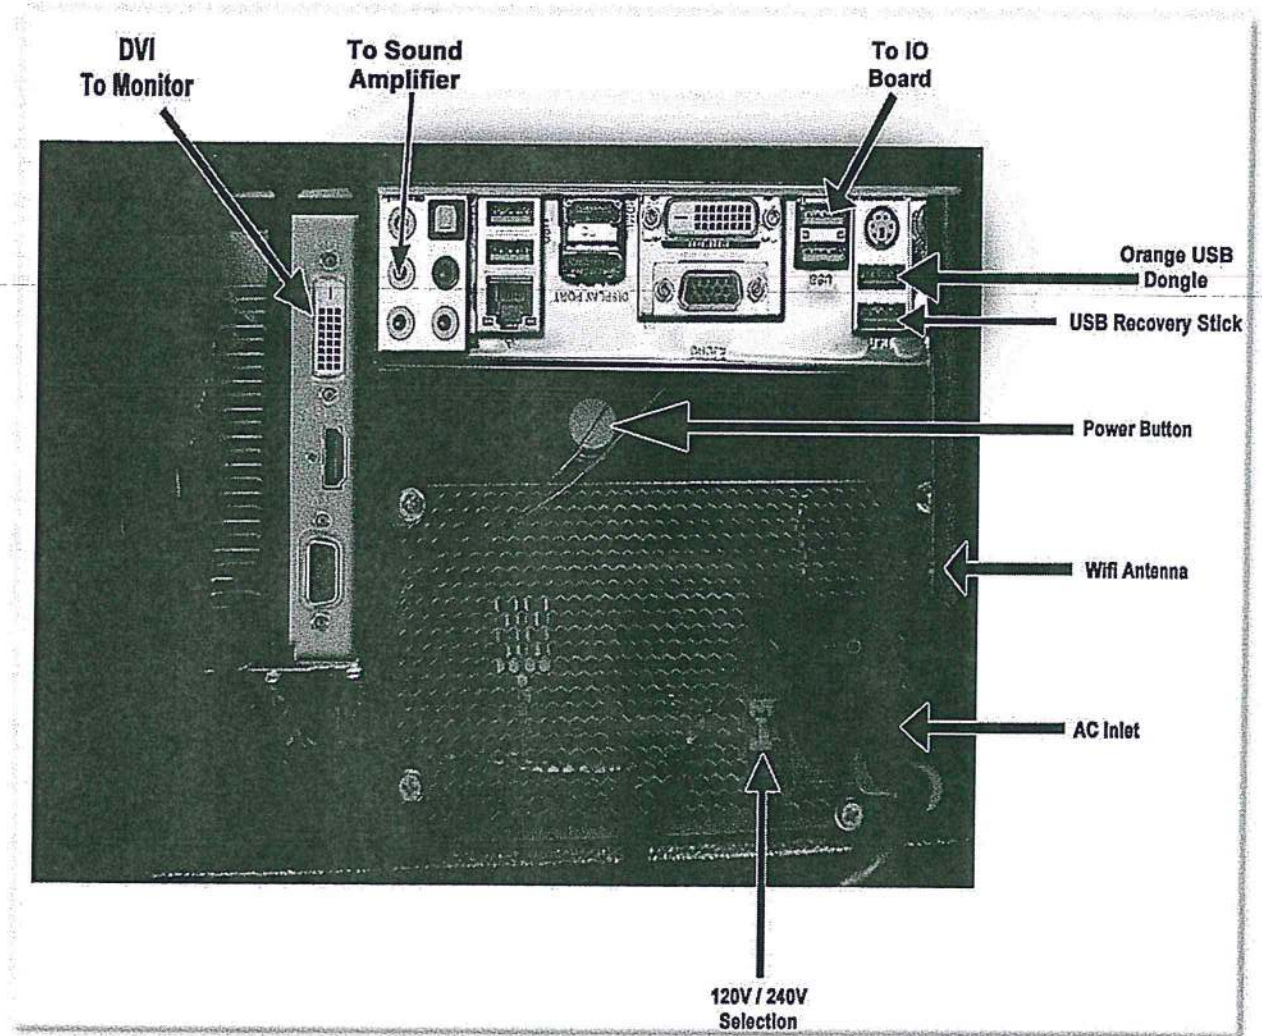 DVI
To Monitor
To Sound
Amplifier
To IO
Board
Orange USB
Dongle
USB Recovery Stick
DISPLAY PORT
USB
Power Button
Wifi Antenna
AC Inlet
120V / 240V
Selection